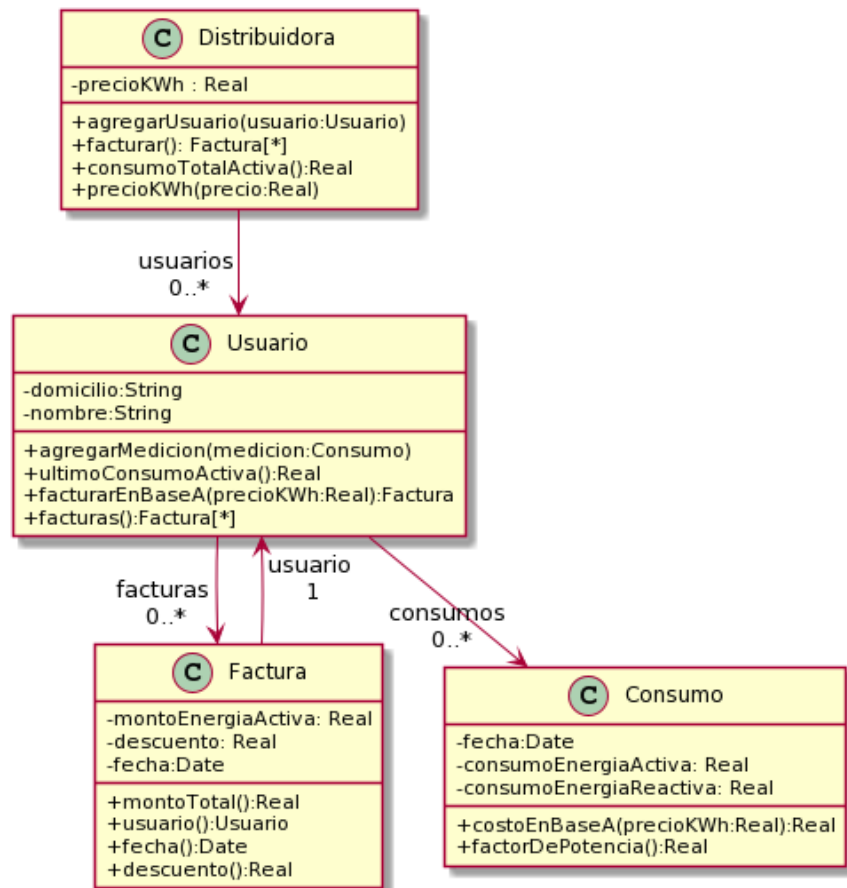 C Distribuidora
-precioKWh : Real
+agregarUsuario(usuario:Usuario)
+facturar(): Factura[*]
+consumoTotalActiva():Real
+precioKWh(precio:Real)
usuarios
0..*
C Usuario
-domicilio:String
-nombre:String
+agregarMedicion(medicion:Consumo)
+ultimoConsumoActiva():Real
+facturarEnBaseA(precioKWh:Real):Factura
+facturas():Factura[*]
facturas
0..*
usuario
1
consumos
0..*
C Factura
-montoEnergiaActiva: Real
-descuento: Real
-fecha:Date
+montoTotal():Real
+usuario():Usuario
+fecha():Date
+descuento():Real
C Consumo
-fecha:Date
-consumoEnergiaActiva: Real
-consumoEnergiaReactiva: Real
+costoEnBaseA(precioKWh:Real):Real
+factorDePotencia():Real